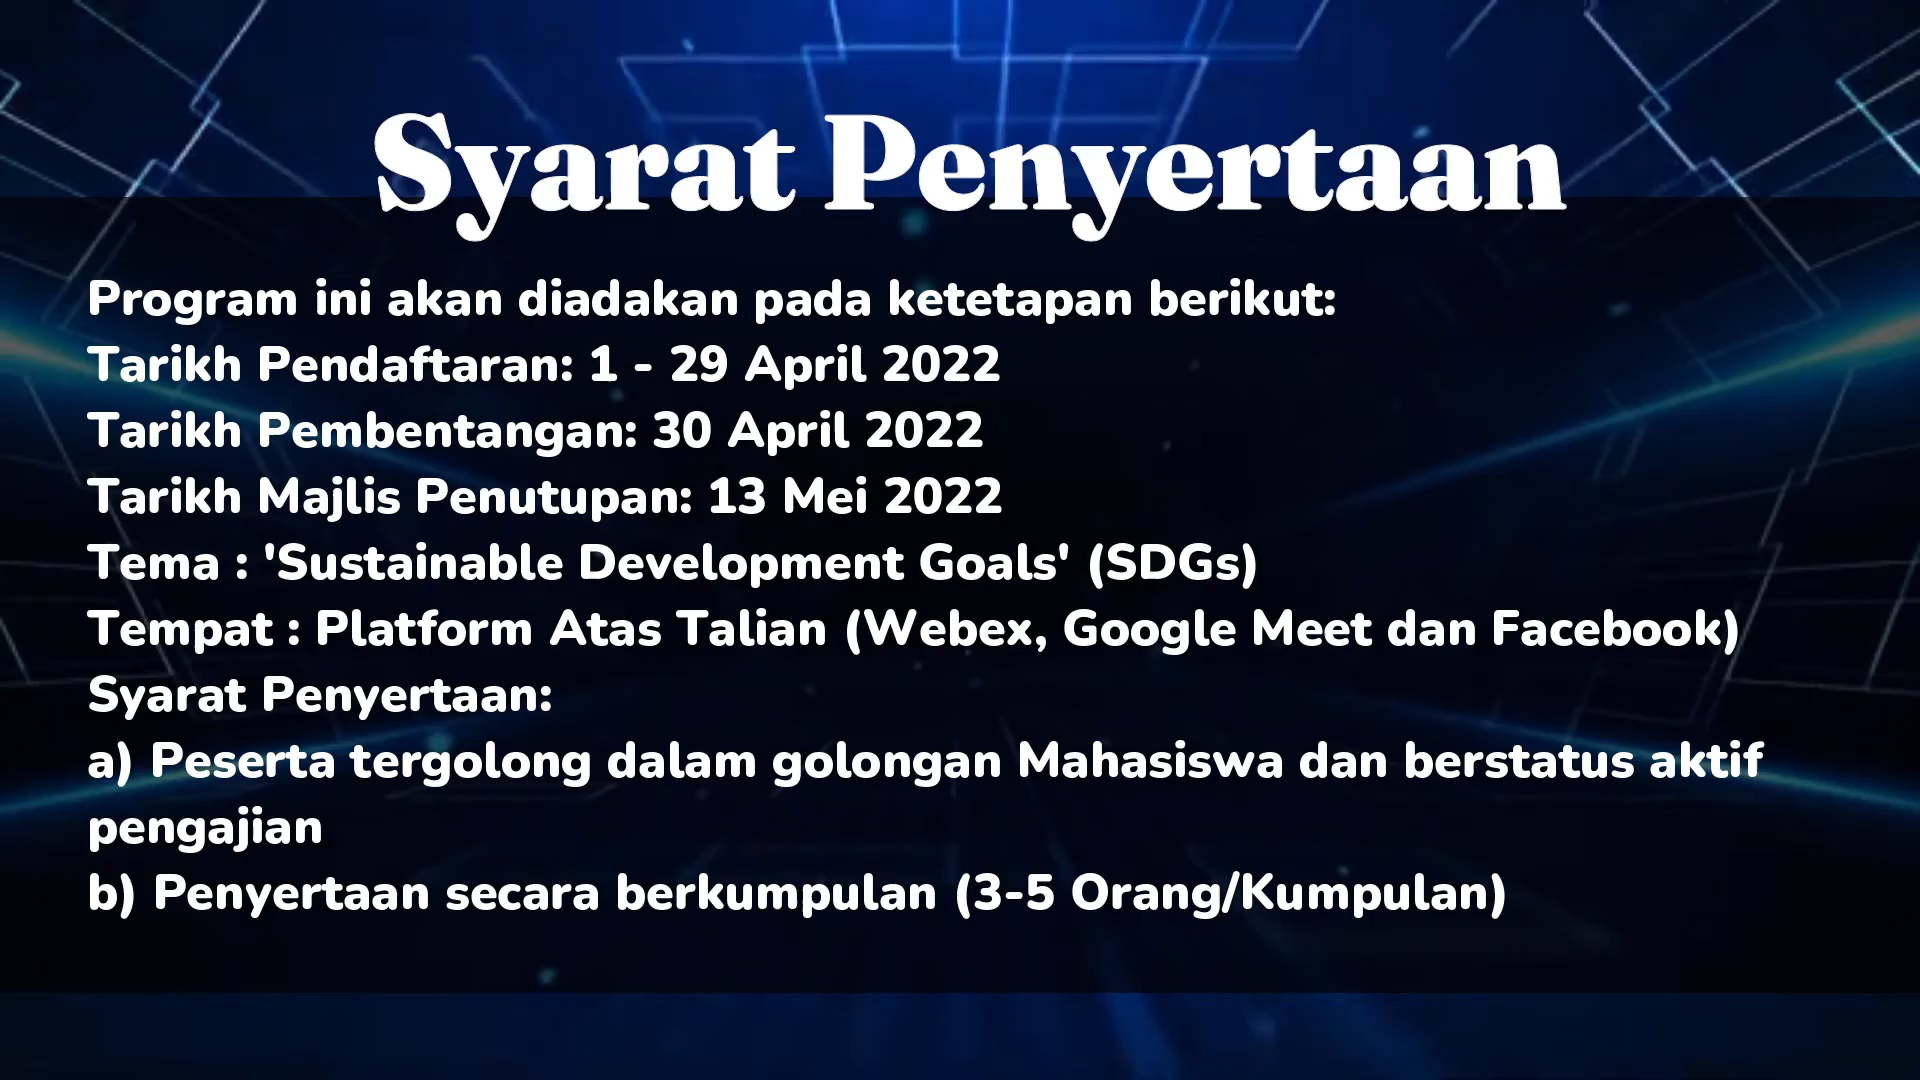 Syarat Penyertaan
Program ini akan diadakan pada ketetapan berikut:
Tarikh Pendaftaran: 1 - 29 April 2022
Tarikh Pembentangan: 30 April 2022
Tarikh Majlis Penutupan: 13 Mei 2022
Tema : 'Sustainable Development Goals' (SDGs)
Tempat : Platform Atas Talian (Webex, Google Meet dan Facebook)
Syarat Penyertaan:
a) Peserta tergolong dalam golongan Mahasiswa dan berstatus aktif
pengajian
b) Penyertaan secara berkumpulan (3-5 Orang/Kumpulan)